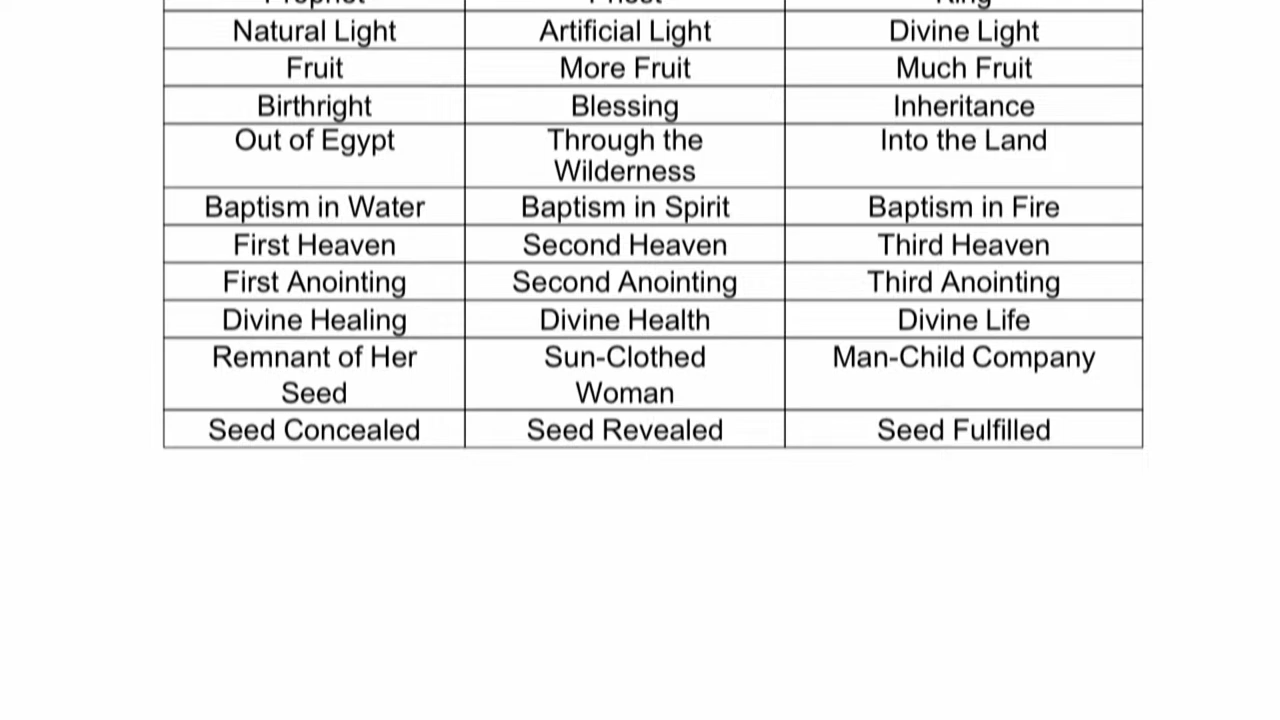 Prophet Priest King
Natural Light Artificial Light Divine Light
Fruit More Fruit Much Fruit
Birthright Blessing Inheritance
Out of Egypt Through the Into the Land
Wilderness
Baptism in Water Baptism in Spirit Baptism in Fire
First Heaven Second Heaven Third Heaven
First Anointing Second Anointing Third Anointing
Divine Healing Divine Health Divine Life
Remnant of Her Sun-Clothed Man-Child Company
Seed Woman
Seed Concealed Seed Revealed Seed Fulfilled